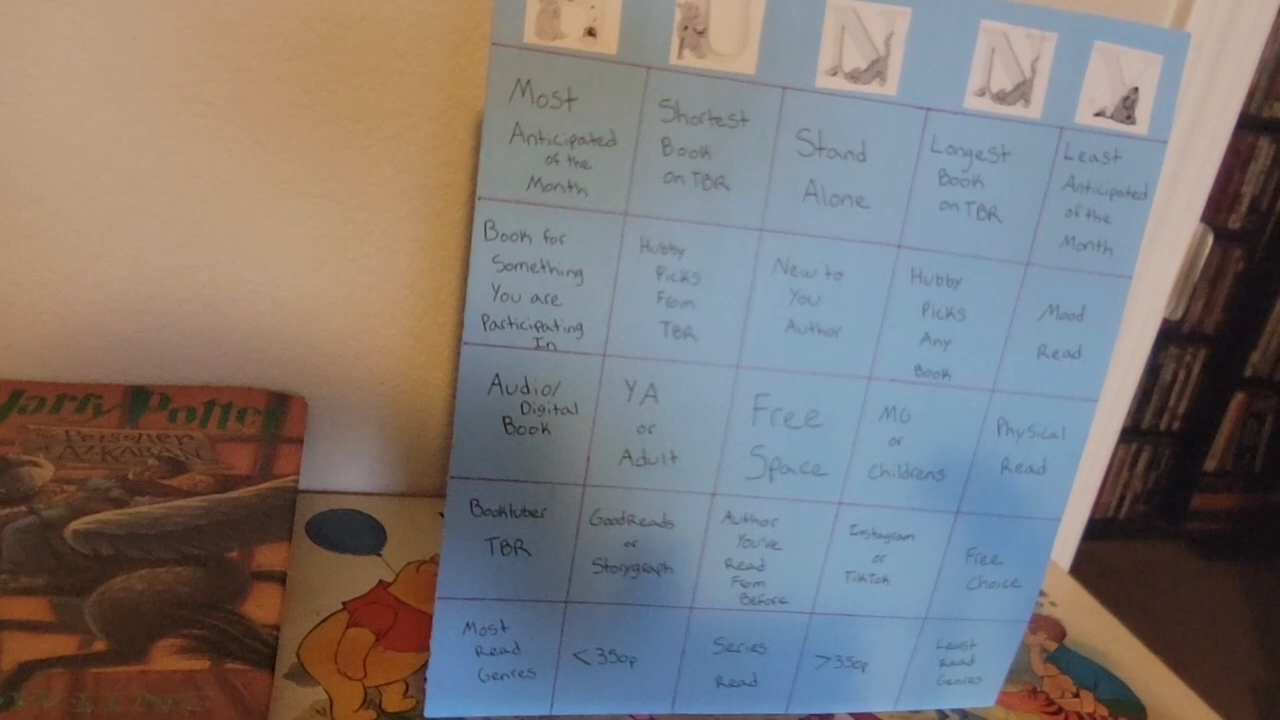 U N N Y
Most
Anticipated
of the
Month
Shortest
Book
on TBR
Stand
Alone
Longest
Book
on TBR
Least
Anticipated
of the
Month
Book for
Something
You are
Participating
In
Hubby
Picks
From
TBR
New to
You
Author
Hubby
Picks
Any
Book
Mood
Read
Audio/
Digital
Book
YA
or
Adult
Free
Space
MG
or
Childrens
Physical
Read
Booktuber
TBR
GoodReads
or
Storygraph
Author
You've
Read
From
Before
Instagram
or
TikTok
Free
Choice
Most
Read
Genres
<350p
Series
Read
>350p
Least
Read
Genres
Harry Potter
Prisoner
of AZKABAN